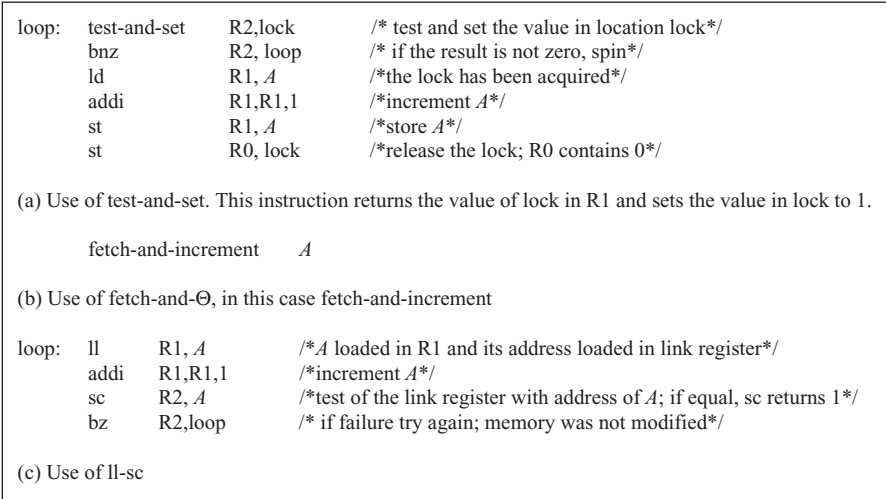 loop: test-and-set R2,lock /* test and set the value in location lock*/
bnz R2, loop /* if the result is not zero, spin*/
ld R1, A /*the lock has been acquired*/
addi R1,R1,1 /*increment A*/
st R1, A /*store A*/
st R0, lock /*release the lock; R0 contains 0*/
(a) Use of test-and-set. This instruction returns the value of lock in R1 and sets the value in lock to 1.
fetch-and-increment A
(b) Use of fetch-and-Θ, in this case fetch-and-increment
loop: ll R1, A /*A loaded in R1 and its address loaded in link register*/
addi R1,R1,1 /*increment A*/
sc R2, A /*test of the link register with address of A; if equal, sc returns 1*/
bz R2,loop /* if failure try again; memory was not modified*/
(c) Use of ll-sc